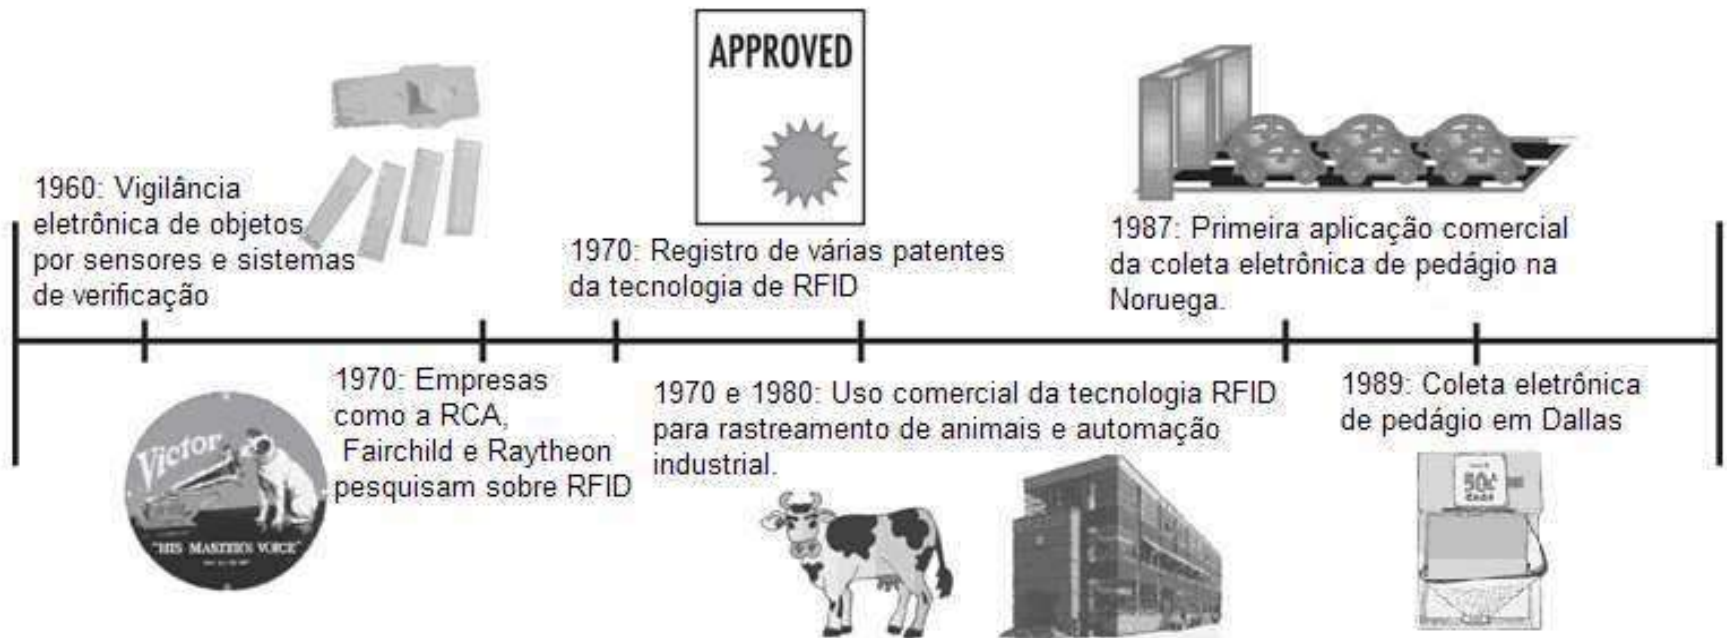 APPROVED
1960: Vigilância
eletrônica de objetos
por sensores e sistemas
de verificação
1970: Registro de várias patentes
da tecnologia de RFID
1987: Primeira aplicação comercial
da coleta eletrônica de pedágio na
Noruega.
1970: Empresas
como a RCA,
Fairchild e Raytheon
pesquisam sobre RFID
Victor
"HIS MASTER'S VOICE"
1970 e 1980: Uso comercial da tecnologia RFID
para rastreamento de animais e automação
industrial.
1989: Coleta eletrônica
de pedágio em Dallas
50¢